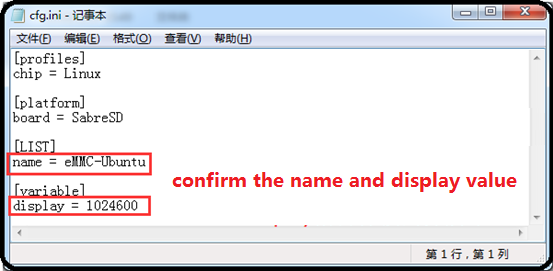 cfg.ini - 记事本
文件(F) 编辑(E) 格式(O) 查看(V) 帮助(H)
[profiles]
chip = Linux
[platform]
board = SabreSD
[LIST]
name = eMMC-Ubuntu
confirm the name and display value
[variable]
display = 1024600
第 1 行，第 1 列